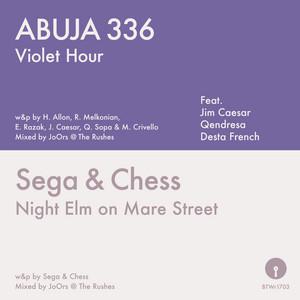 ABUJA 336
Violet Hour
w&p by H. Allon, R. Melkonian,
E. Razak, J. Caesar, Q. Sopa & M. Crivello
Mixed by JoOrs @ The Rushes
Feat.
Jim Caesar
Qendresa
Desta French
Sega & Chess
Night Elm on Mare Street
w&p by Sega & Chess
Mixed by JoOrs @ The Rushes
BTWr1703